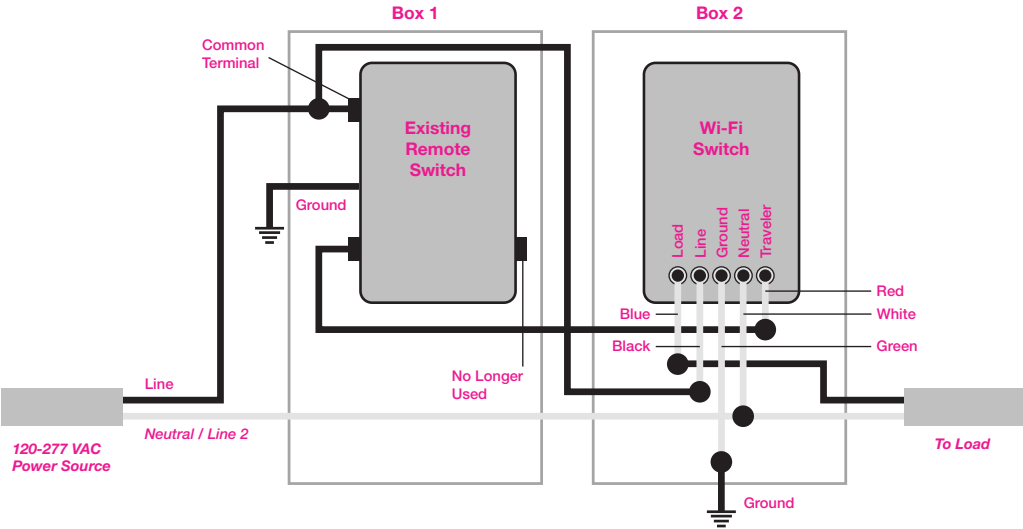 Box 1
Box 2
Common
Terminal
Existing
Remote
Switch
Wi-Fi
Switch
Ground
Load
Line
Ground
Neutral
Traveler
Red
Blue
White
Black
Green
No Longer
Used
Line
Neutral / Line 2
120-277 VAC
Power Source
To Load
Ground